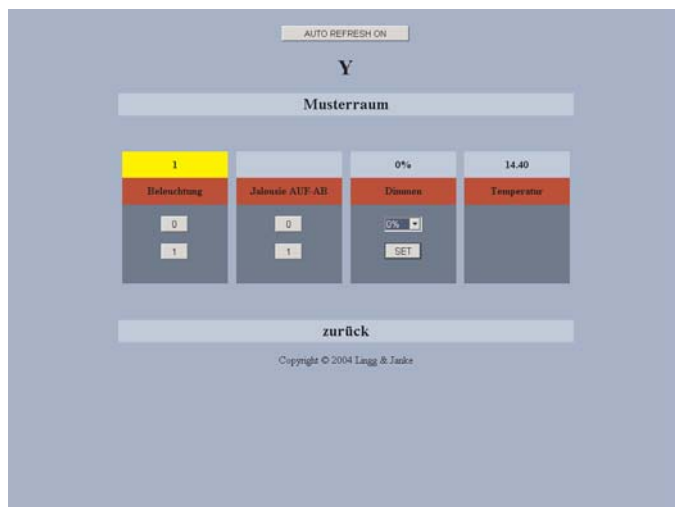 AUTO REFRESH ON
Y
Musterraum
1 0% 14.40
Beleuchtung Jalousie AUF-AB Dimmen Temperatur
0 0 0%
1 1 SET
zurück
Copyright © 2004 Lingg & Janke